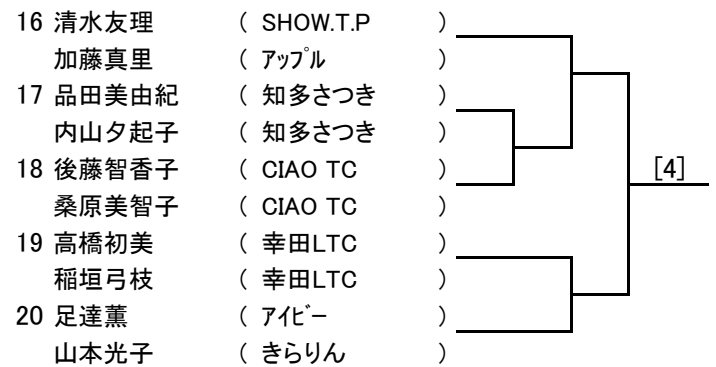 16 清水友理 ( SHOW.T.P )
加藤真里 ( ｱｯﾌﾟﾙ )
17 品田美由紀 ( 知多さつき )
内山夕起子 ( 知多さつき )
18 後藤智香子 ( CIAO TC )
[4]
桑原美智子 ( CIAO TC )
19 高橋初美 ( 幸田LTC )
稲垣弓枝 ( 幸田LTC )
20 足達薫 ( ｱｲﾋﾞｰ )
山本光子 ( きらりん )